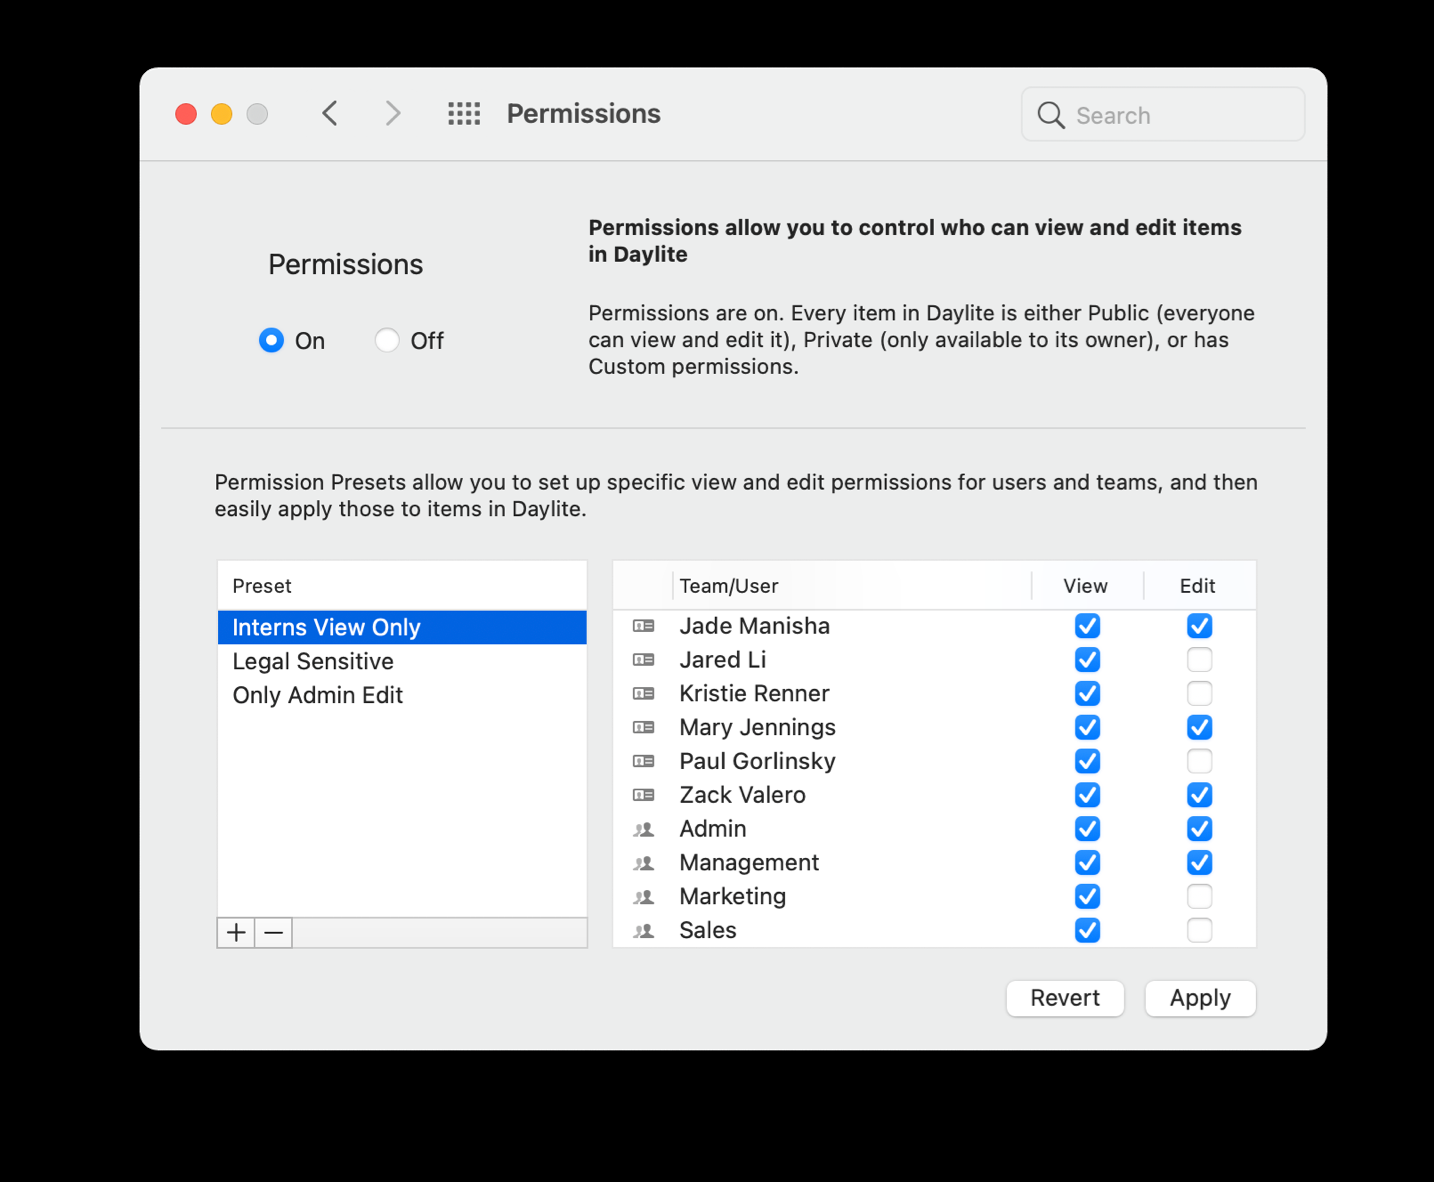 Permissions
Search
Permissions
On
Off
Permissions allow you to control who can view and edit items
in Daylite
Permissions are on. Every item in Daylite is either Public (everyone
can view and edit it), Private (only available to its owner), or has
Custom permissions.
Permission Presets allow you to set up specific view and edit permissions for users and teams, and then
easily apply those to items in Daylite.
Preset
Interns View Only
Legal Sensitive
Only Admin Edit
Team/User View Edit
Jade Manisha
Jared Li
Kristie Renner
Mary Jennings
Paul Gorlinsky
Zack Valero
Admin
Management
Marketing
Sales
Revert
Apply